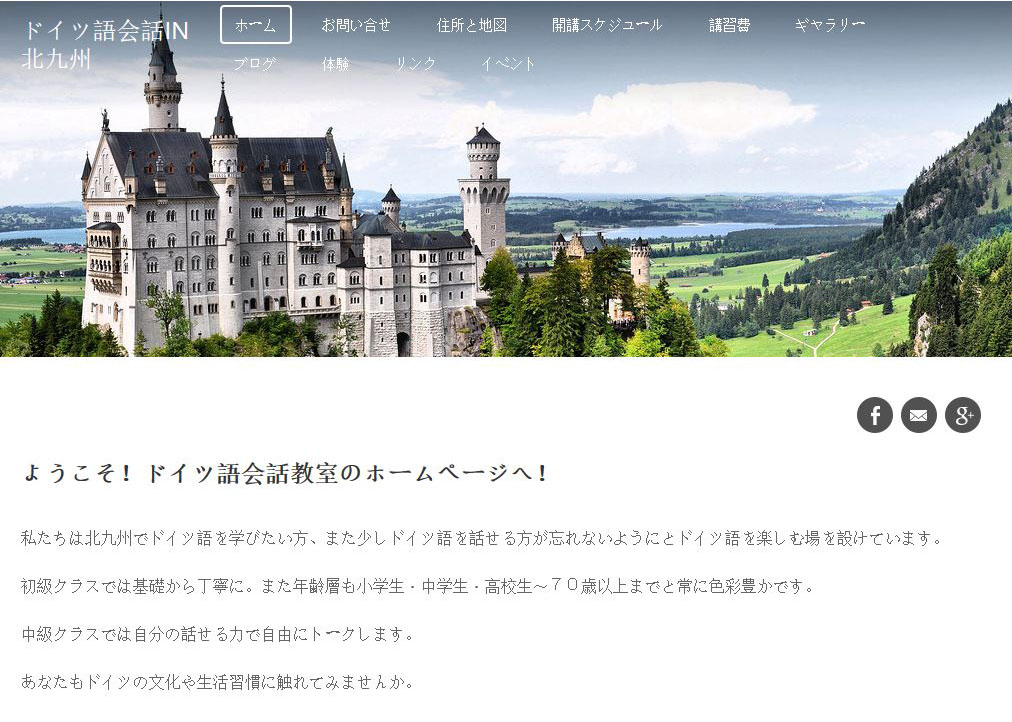 ドイツ語会話IN
北九州
ホーム お問い合せ 住所と地図 開講スケジュール 講習費 ギャラリー
ブログ 体験 リンク イベント
ようこそ！ドイツ語会話教室のホームページへ！
私たちは北九州でドイツ語を学びたい方、また少しドイツ語を話せる方が忘れないようにとドイツ語を楽しむ場を設けています。
初級クラスでは基礎から丁寧に。また年齢層も小学生・中学生・高校生～７０歳以上までと常に色彩豊かです。
中級クラスでは自分の話せる力で自由にトークします。
あなたもドイツの文化や生活習慣に触れてみませんか。